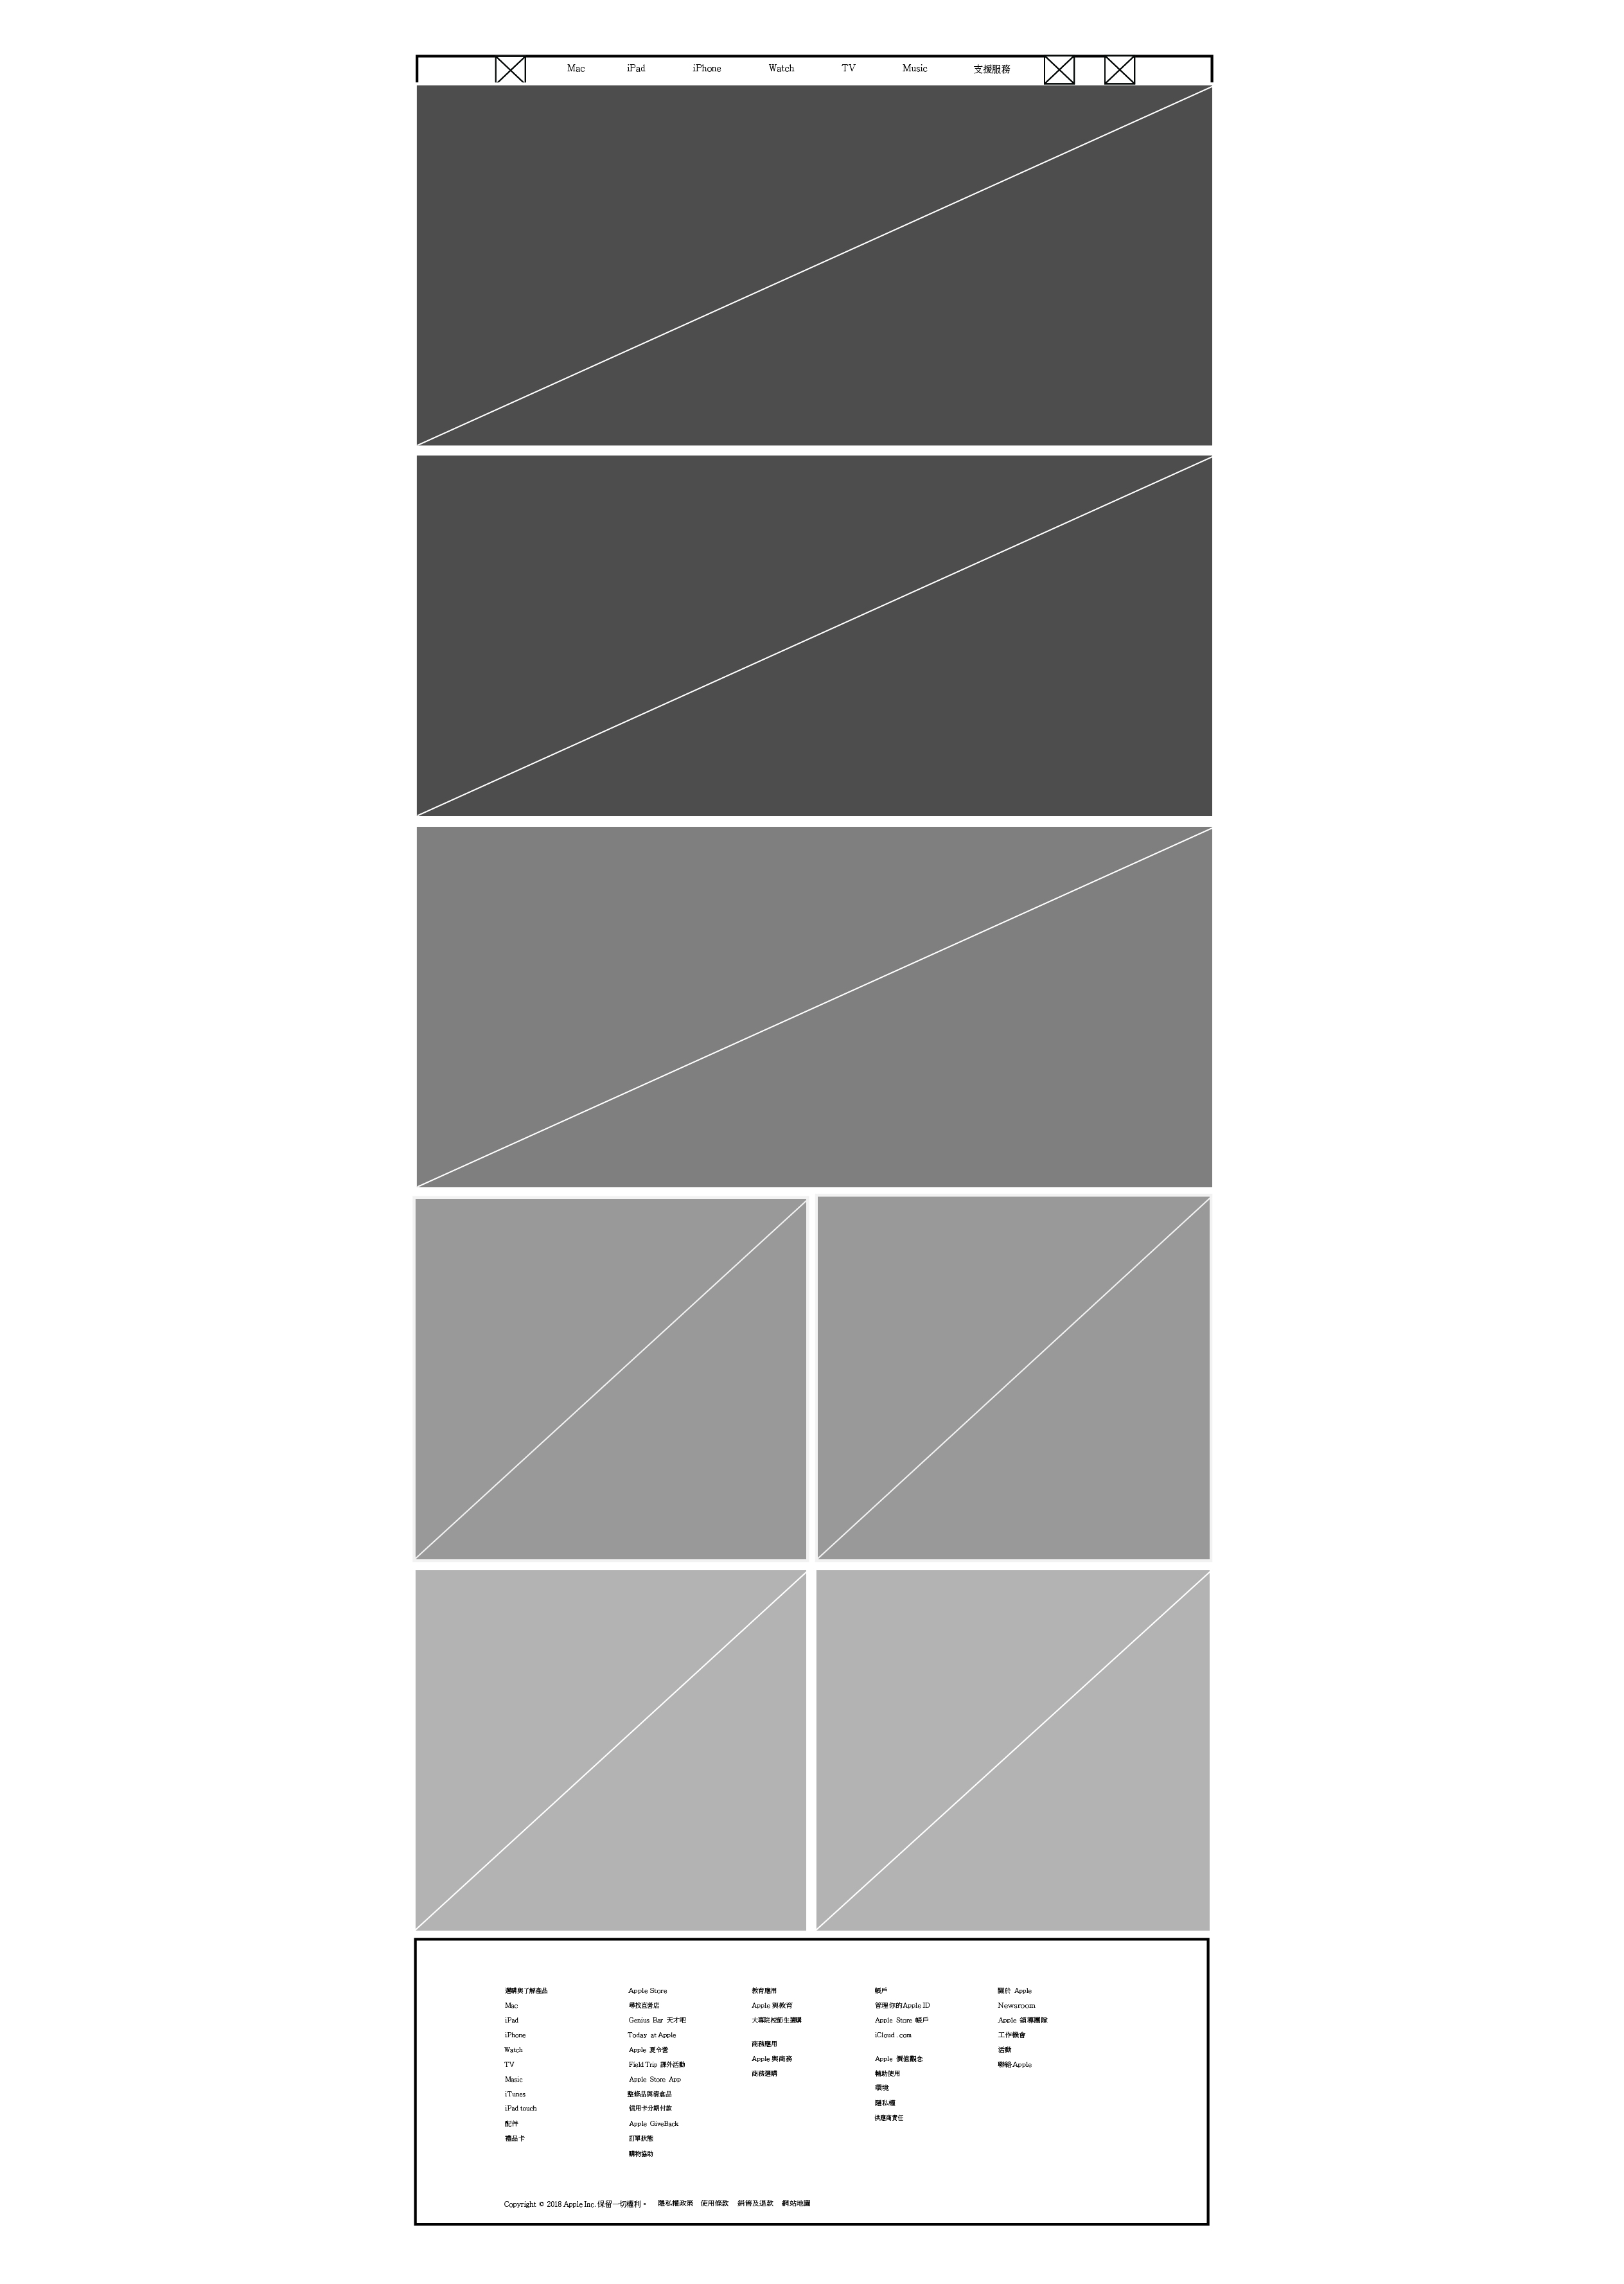 Mac iPad iPhone Watch TV Music 支援服務
選購與了解產品
Mac
iPad
iPhone
Watch
TV
Masic
iTunes
iPad touch
配件
禮品卡
Apple Store
尋找直營店
Genius Bar 天才吧
Today at Apple
Apple 夏令營
Field Trip 課外活動
Apple Store App
整修品與清倉品
信用卡分期付款
Apple GiveBack
訂單狀態
購物協助
教育應用
Apple 與教育
大專院校師生選購
商務應用
Apple 與商務
商務選購
帳戶
管理你的Apple ID
Apple Store 帳戶
iCloud . com
Apple 價值觀念
輔助使用
環境
隱私權
供應商責任
關於 Apple
Newsroom
Apple 領導團隊
工作機會
活動
聯絡Apple
Copyright © 2018 Apple Inc. 保留一切權利。 隱私權政策 使用條款 銷售及退款 網站地圖